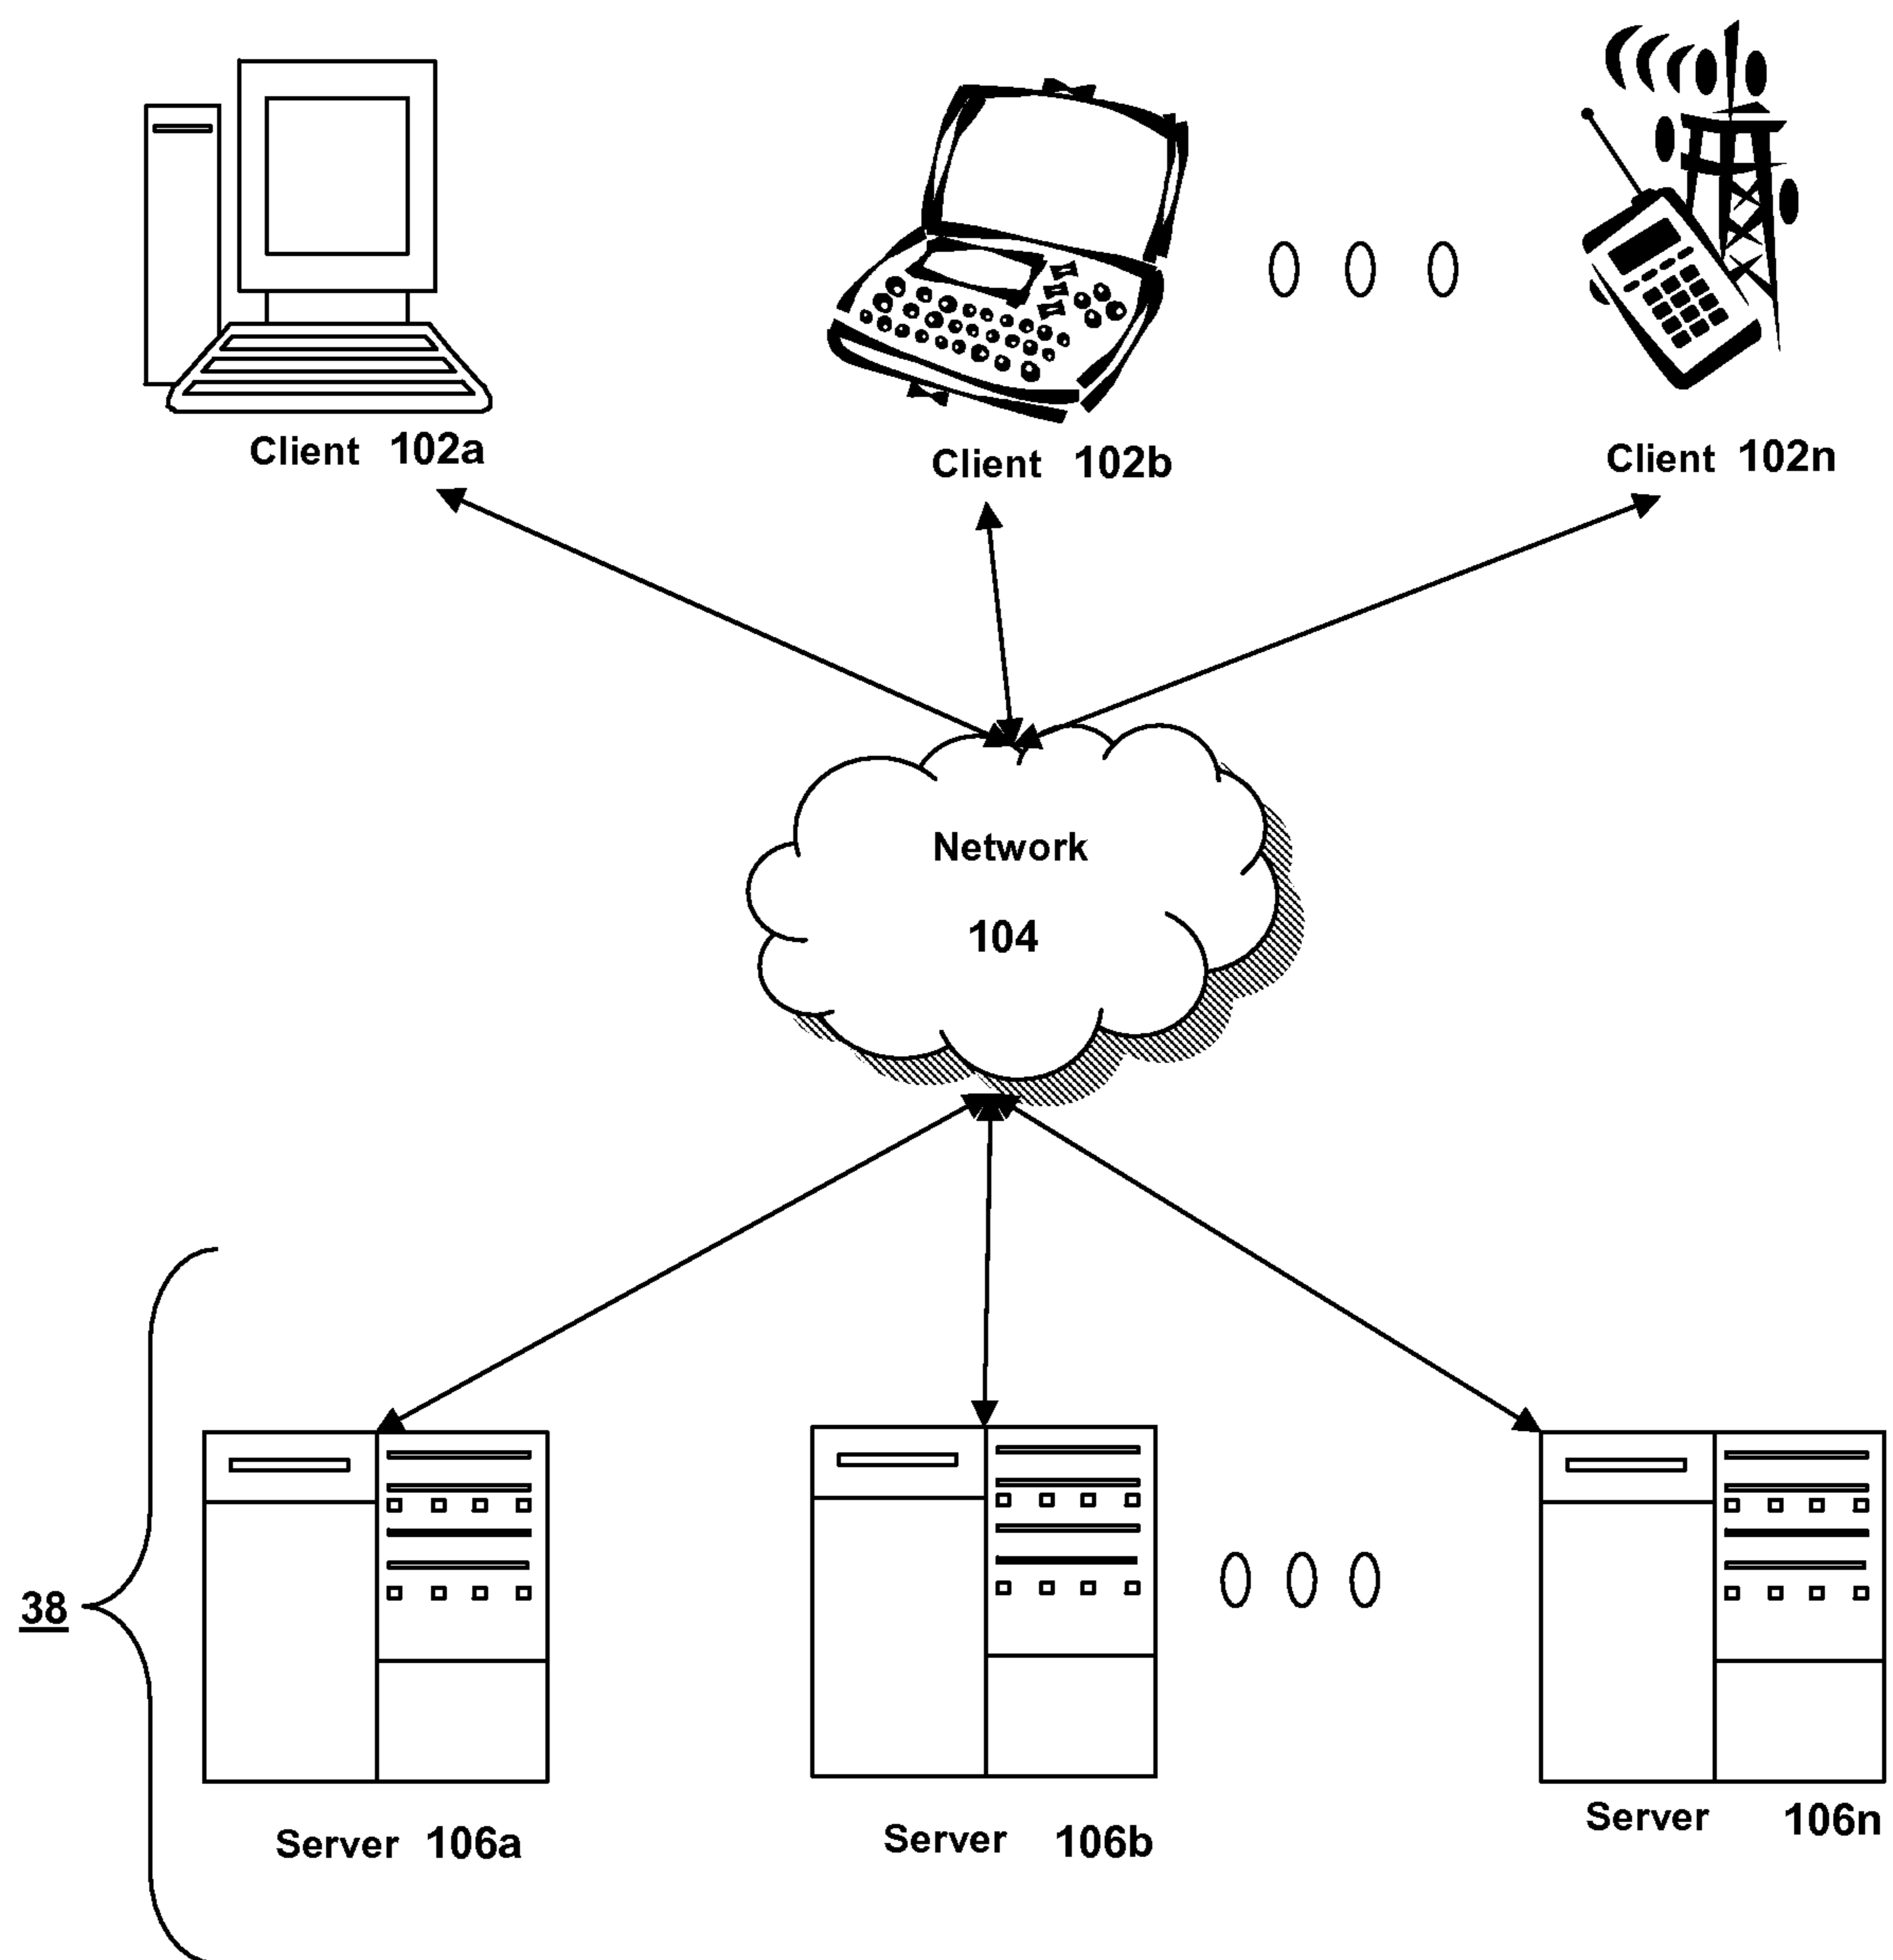 Client 102a
Client 102b
Client 102n
Network
104
38
Server 106a
Server 106b
Server 106n